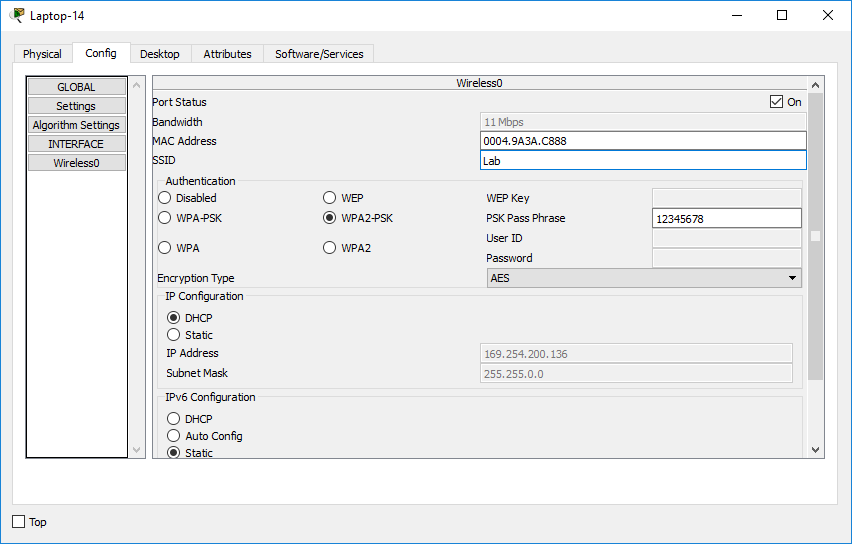 Laptop-14
Physical Config Desktop Attributes Software/Services
GLOBAL
Settings
Algorithm Settings
INTERFACE
Wireless0
Wireless0
Port Status On
Bandwidth 11 Mbps
MAC Address 0004.9A3A.C888
SSID Lab
Authentication
Disabled WEP WEP Key
WPA-PSK WPA2-PSK PSK Pass Phrase 12345678
User ID
WPA WPA2
Password
Encryption Type AES
IP Configuration
DHCP
Static
IP Address 169.254.200.136
Subnet Mask 255.255.0.0
IPv6 Configuration
DHCP
Auto Config
Static
Top